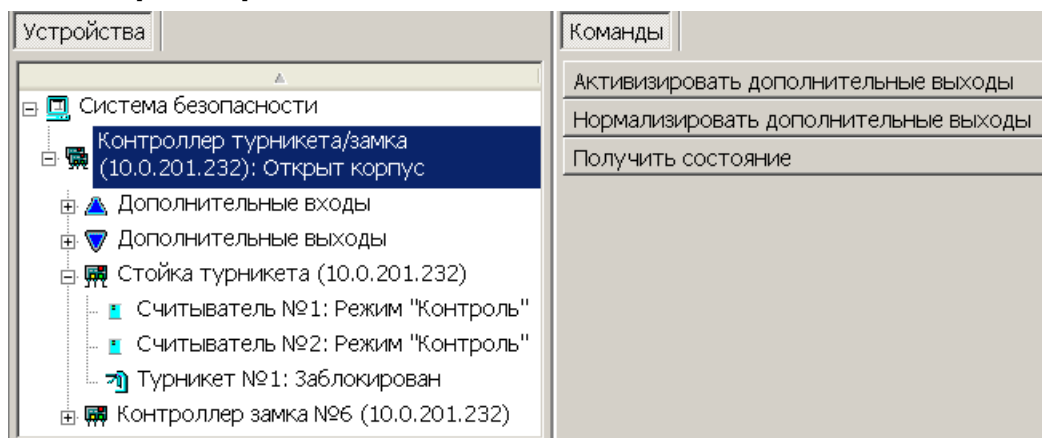 Устройства
Система безопасности
Контроллер турникета/замка
(10.0.201.232): Открыт корпус
Дополнительные входы
Дополнительные выходы
Стойка турникета (10.0.201.232)
Считыватель №1: Режим "Контроль"
Считыватель №2: Режим "Контроль"
Турникет №1: Заблокирован
Контроллер замка №6 (10.0.201.232)
Команды
Активизировать дополнительные выходы
Нормализировать дополнительные выходы
Получить состояние